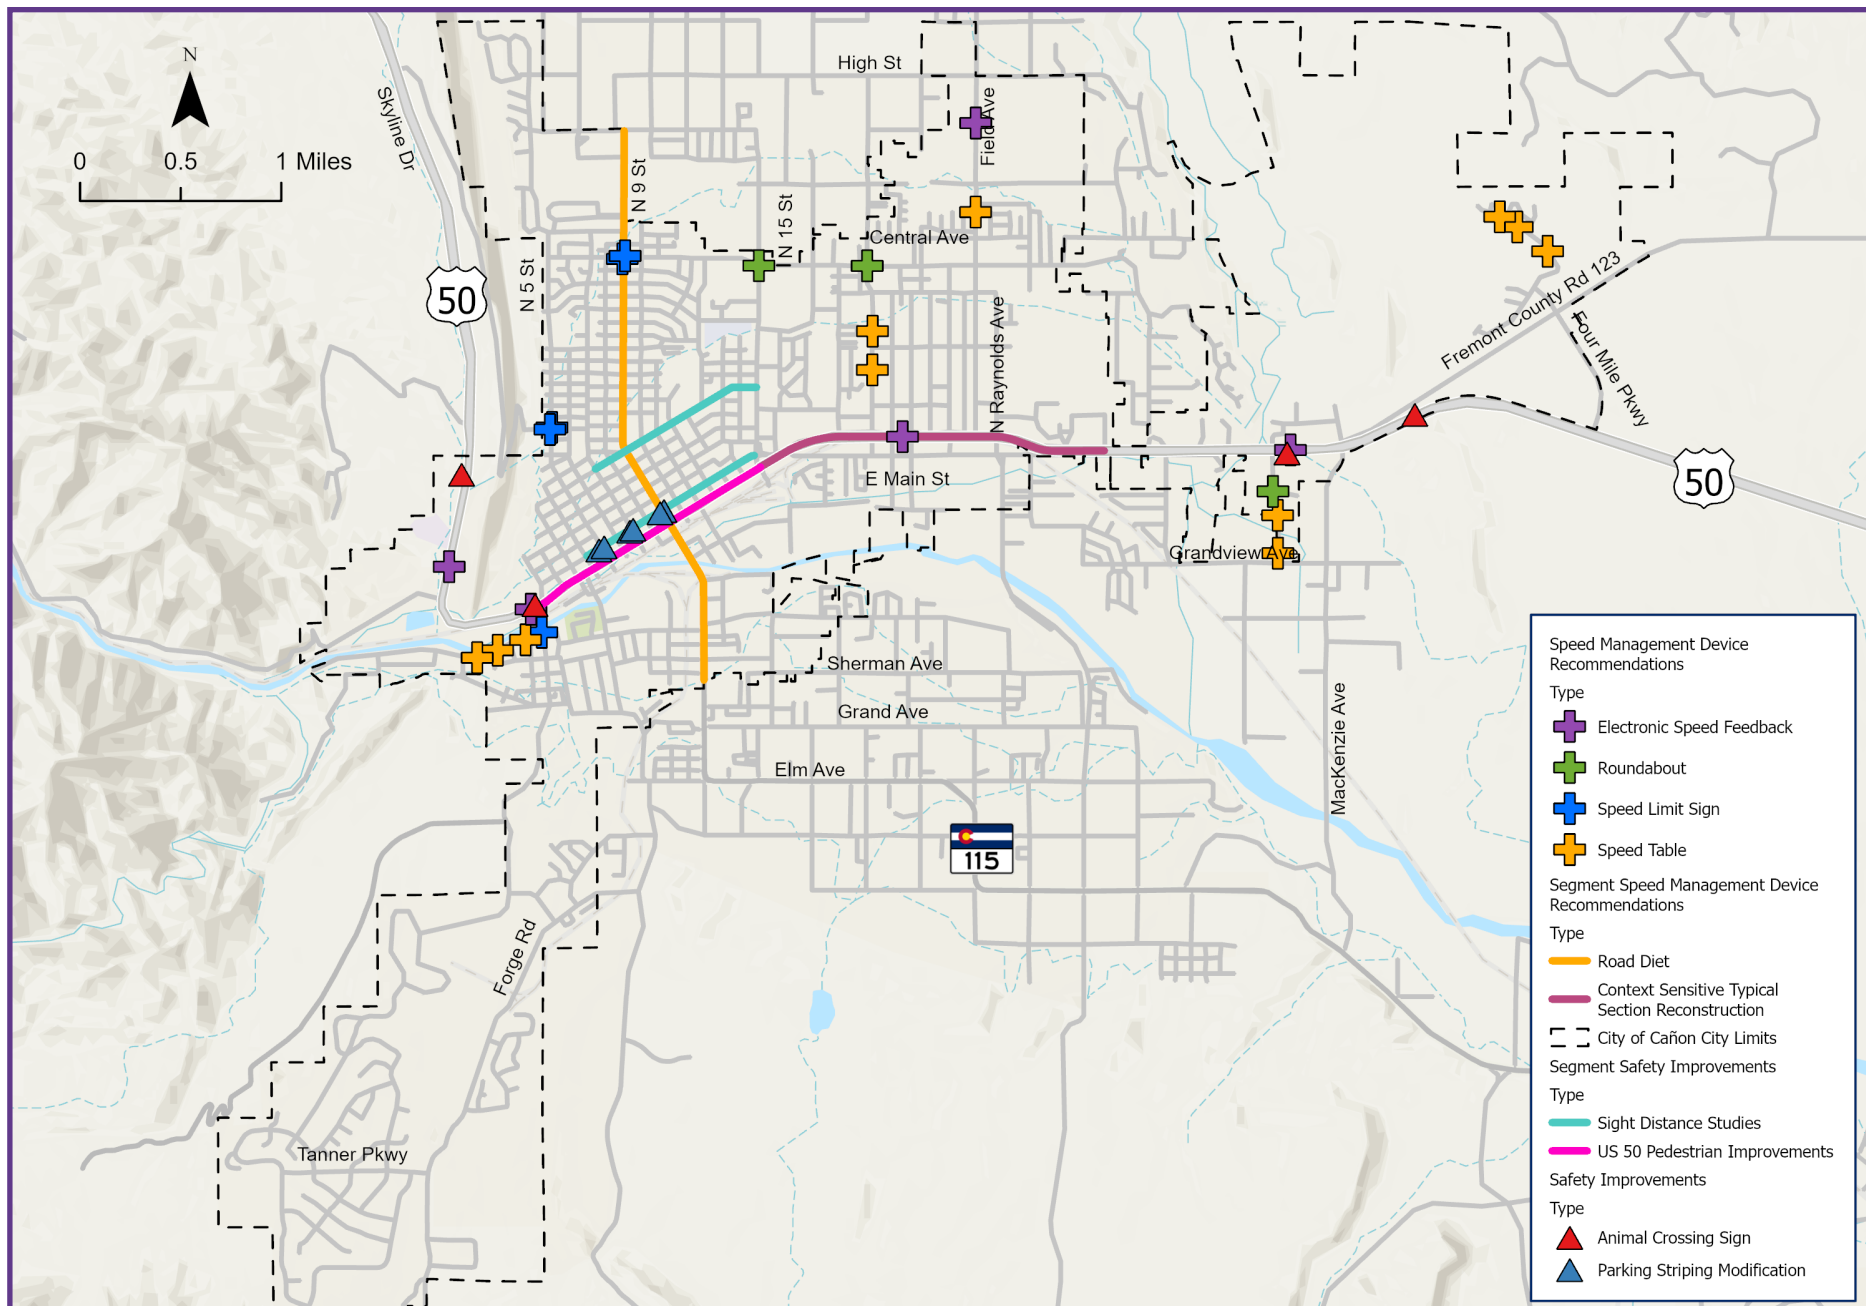 High St
N
Skyline Dr
Field Ave
0 0.5 1 Miles
N 9 St
N 15 St
Central Ave
N 5 St
50
Fremont County Rd 123
Four Mile Pkwy
N Raynolds Ave
E Main St
50
Grandview Ave
Sherman Ave
Grand Ave
MacKenzie Ave
Elm Ave
115
Forge Rd
Tanner Pkwy
Speed Management Device
Recommendations
Type
Electronic Speed Feedback
Roundabout
Speed Limit Sign
Speed Table
Segment Speed Management Device
Recommendations
Type
Road Diet
Context Sensitive Typical
Section Reconstruction
City of Cañon City Limits
Segment Safety Improvements
Type
Sight Distance Studies
US 50 Pedestrian Improvements
Safety Improvements
Type
Animal Crossing Sign
Parking Striping Modification